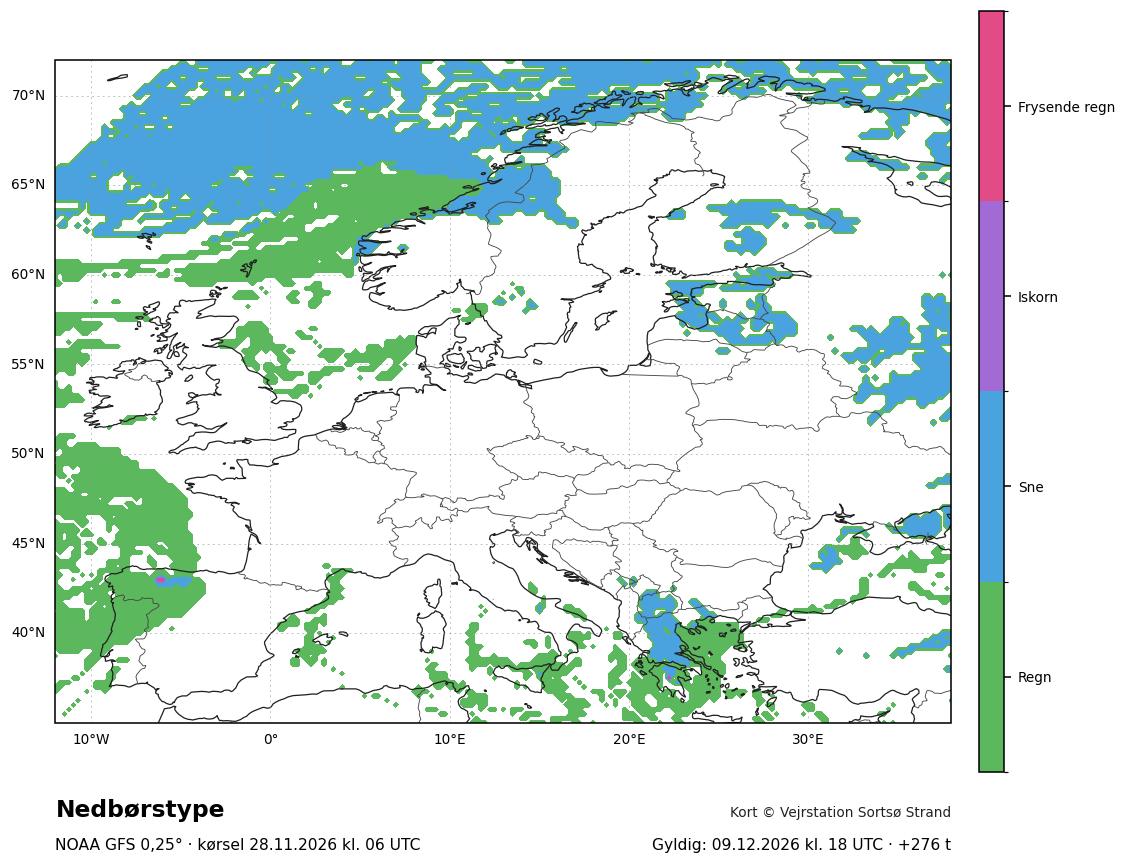 70°N
65°N
60°N
55°N
50°N
45°N
40°N
10°W
0°
10°E
20°E
30°E
Frysende regn
Iskorn
Sne
Regn
Nedbørstype
Kort © Vejrstation Sortsø Strand
NOAA GFS 0,25° · kørsel 28.11.2026 kl. 06 UTC
Gyldig: 09.12.2026 kl. 18 UTC · +276 t